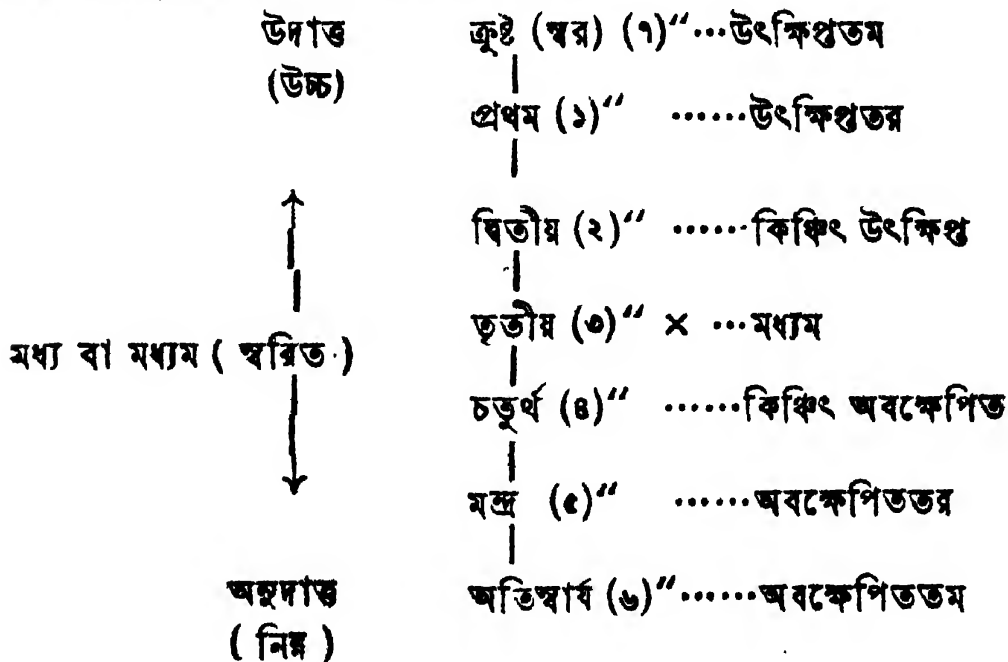 উদাত্ত ক্রুষ্ট (স্বর) (৭)“…উৎক্ষিপ্ততম
(উচ্চ)
প্রথম (১)“ ……উৎক্ষিপ্ততর
দ্বিতীয় (২)“ ……কিঞ্চিৎ উৎক্ষিপ্ত
তৃতীয় (৩)“ × …মধ্যম
মধ্য বা মধ্যম ( স্বরিত )
চতুর্থ (৪)“ ……কিঞ্চিৎ অবক্ষেপিত
মন্দ্র (৫)“ ……অবক্ষেপিততর
অনুদাত্ত অতিস্বার্য (৬)“……অবক্ষেপিততম
( নিম্ন )